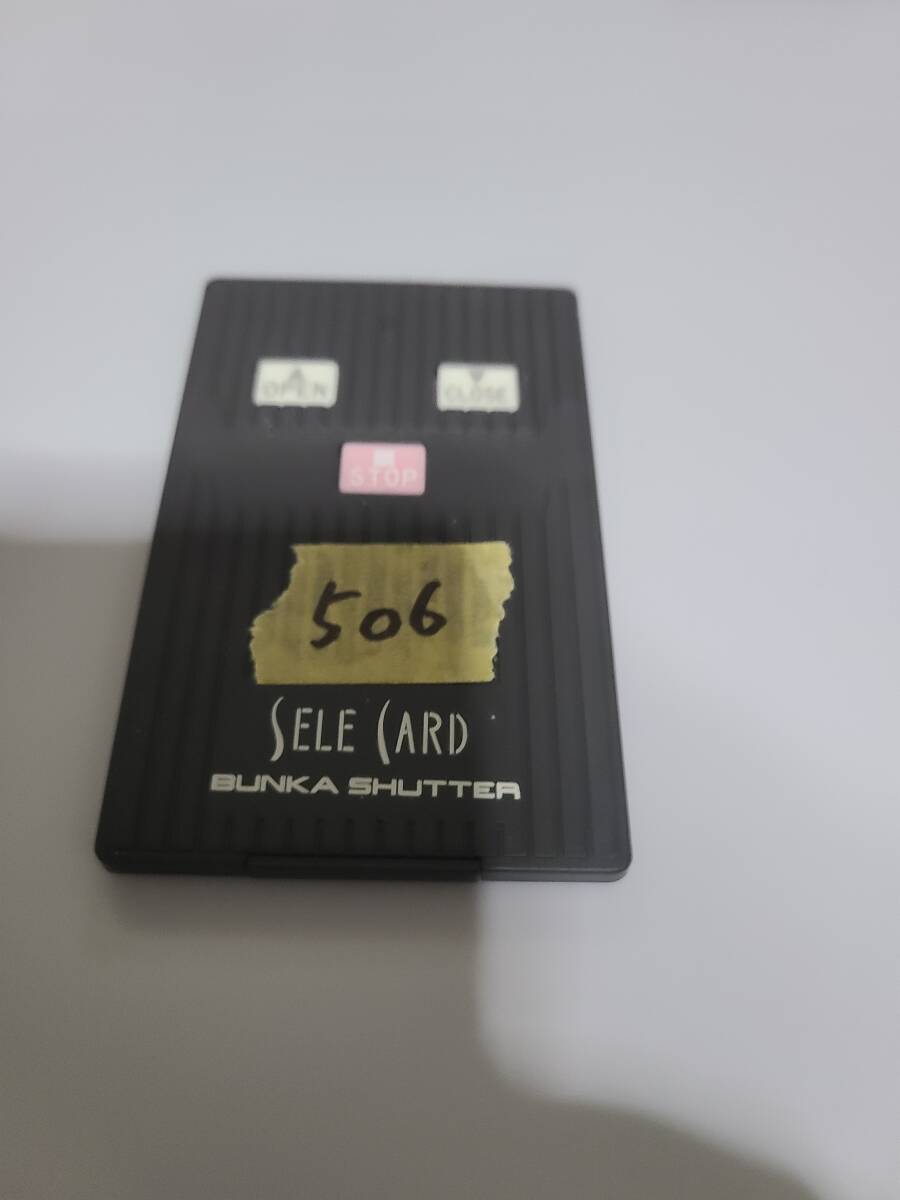 OPEN CLOSE
STOP
506
SELE CARD
BUNKA SHUTTER